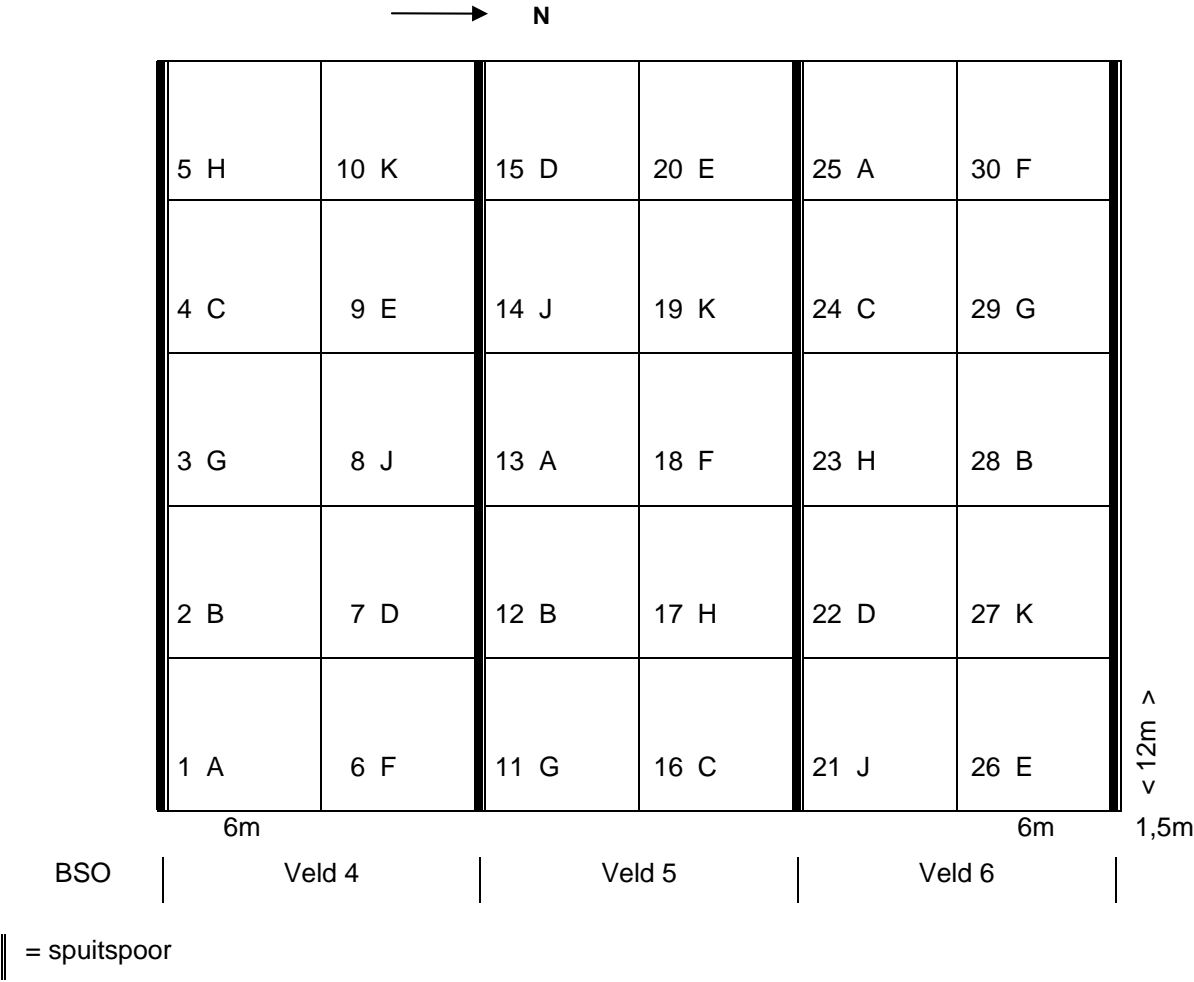 N
5 H 10 K 15 D 20 E 25 A 30 F
4 C 9 E 14 J 19 K 24 C 29 G
3 G 8 J 13 A 18 F 23 H 28 B
2 B 7 D 12 B 17 H 22 D 27 K
1 A 6 F 11 G 16 C 21 J 26 E
< 12m >
6m 6m 1,5m
BSO Veld 4 Veld 5 Veld 6
= spuitspoor